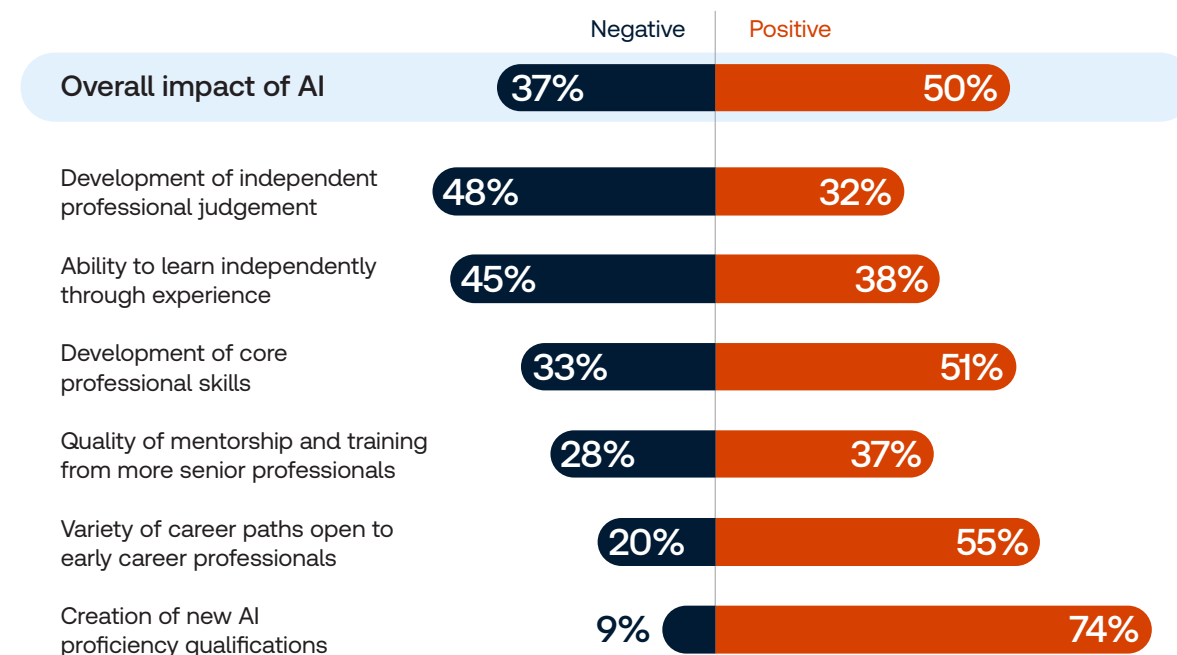 Negative Positive
Overall impact of AI 37% 50%
Development of independent
professional judgement
48% 32%
Ability to learn independently
through experience
45% 38%
Development of core
professional skills
33% 51%
Quality of mentorship and training
from more senior professionals
28% 37%
Variety of career paths open to
early career professionals
20% 55%
Creation of new AI
proficiency qualifications
9% 74%